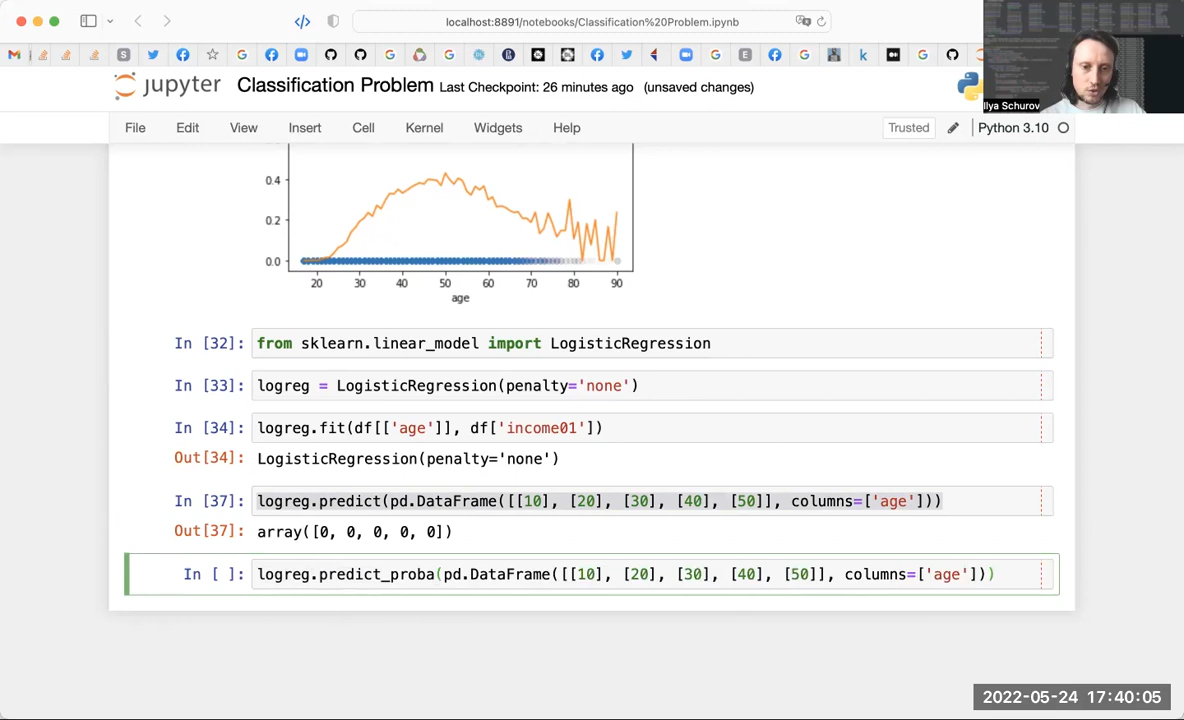 localhost:8891/notebooks/Classification%20Problem.ipynb
Ilya Schurov
jupyter Classification Problem Last Checkpoint: 26 minutes ago (unsaved changes)
File Edit View Insert Cell Kernel Widgets Help Trusted Python 3.10
0.4
0.2
0.0
20 30 40 50 60 70 80 90
age
In [32]: from sklearn.linear_model import LogisticRegression
In [33]: logreg = LogisticRegression(penalty='none')
In [34]: logreg.fit(df[['age']], df['income01'])
Out[34]: LogisticRegression(penalty='none')
In [37]: logreg.predict(pd.DataFrame([[10], [20], [30], [40], [50]], columns=['age']))
Out[37]: array([0, 0, 0, 0, 0])
In [ ]: logreg.predict_proba(pd.DataFrame([[10], [20], [30], [40], [50]], columns=['age']))
2022-05-24 17:40:05